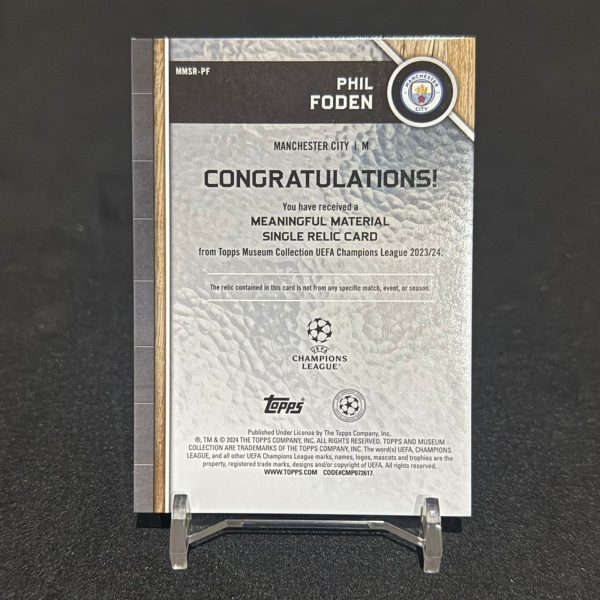 MMSR-PF
PHIL
FODEN
MANCHESTER
CITY
MANCHESTER CITY | M
CONGRATULATIONS!
You have received a
MEANINGFUL MATERIAL
SINGLE RELIC CARD
from Topps Museum Collection UEFA Champions League 2023/24.
The relic contained in this card is not from any specific match, event, or season.
UEFA
CHAMPIONS
LEAGUE
topps
Published Under License by The Topps Company, Inc.
®, TM & © 2024 THE TOPPS COMPANY, INC. ALL RIGHTS RESERVED. TOPPS AND MUSEUM
COLLECTION ARE TRADEMARKS OF THE TOPPS COMPANY, INC. The word(s) UEFA, CHAMPIONS
LEAGUE, and all other UEFA Champions League marks, names, logos, mascots and trophies are the
property, registered trade marks, designs and/or copyright of UEFA. All rights reserved.
WWW.TOPPS.COM CODE#CMP072617.